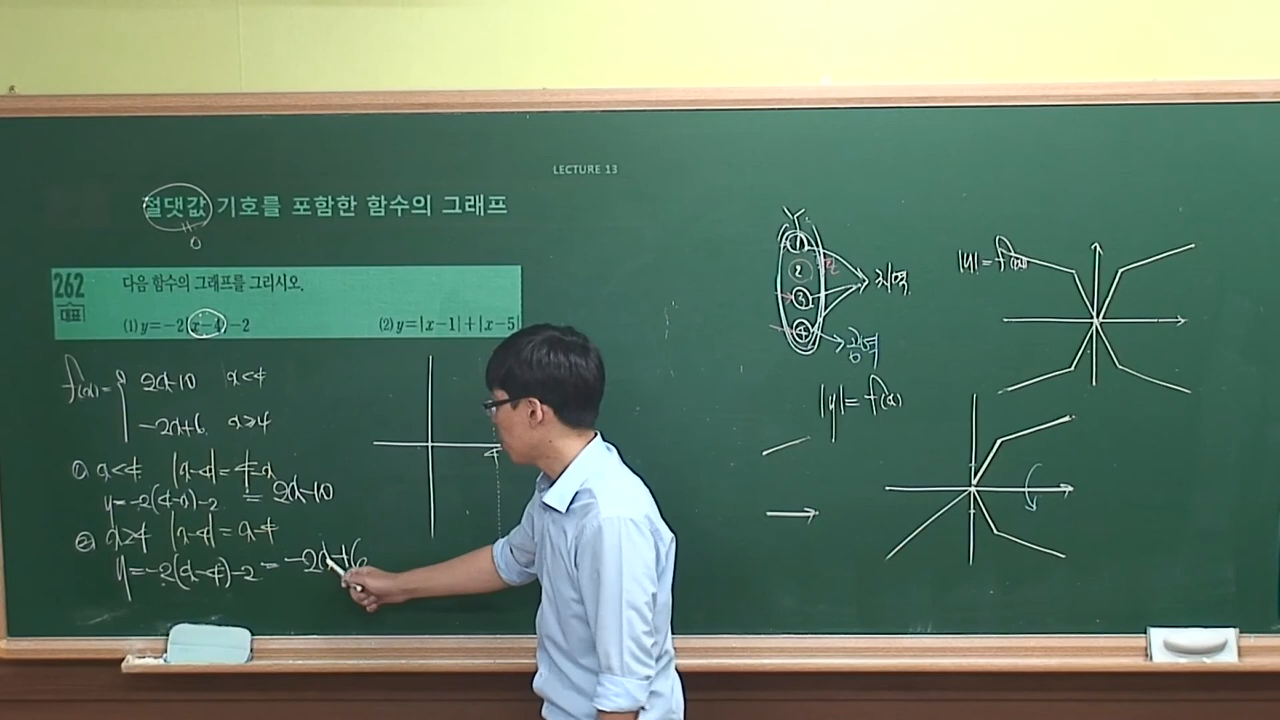 LECTURE 13
절댓값 기호를 포함한 함수의 그래프
0
262 다음 함수의 그래프를 그리시오.
대표
(1) y=-2|x-4|-2 (2) y=|x-1|+|x-5|
f(x)= 2x-10 x<4
-2x+6 x≥4
① x<4 |x-4|=4-x
y=-2(4-x)-2 = 2x-10
② x≥4 |x-4|=x-4
y=-2(x-4)-2 = -2x+6
4
Y
1
2
3
4
치역
공역
|y|=f(x)
|y|=f(x)